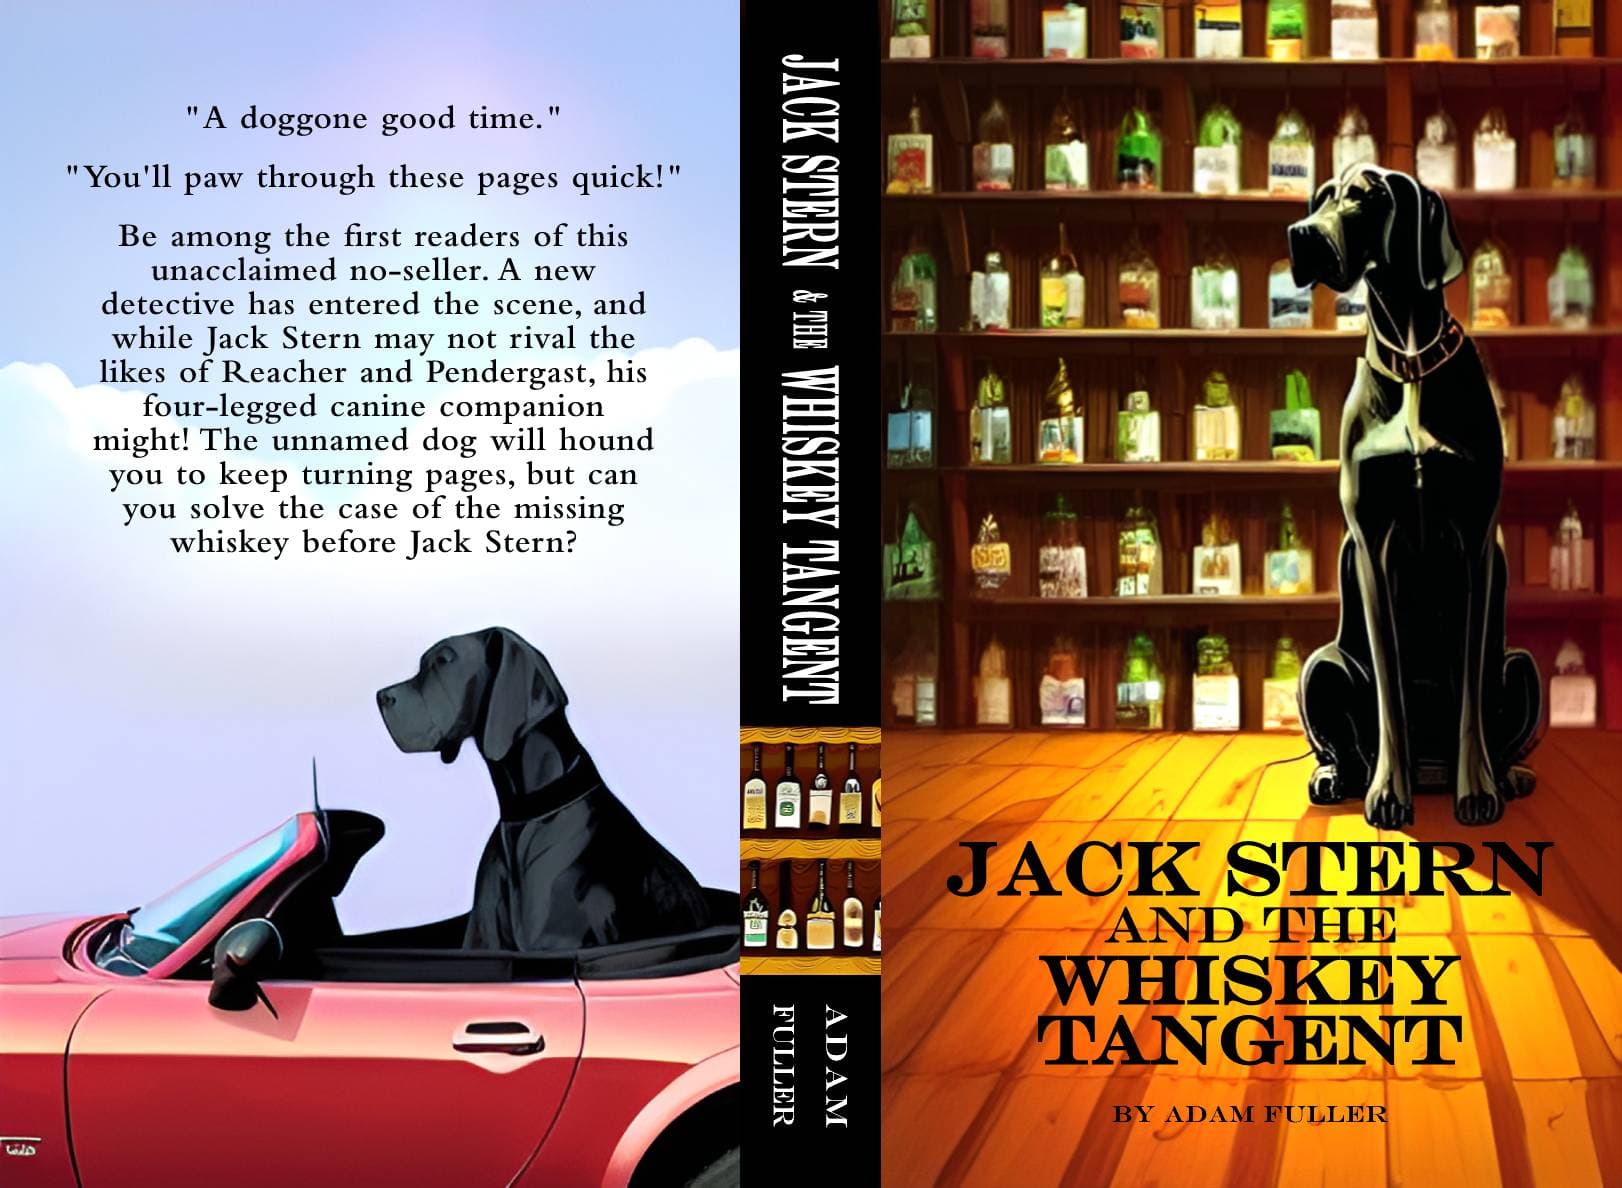 "A doggone good time."
"You'll paw through these pages quick!"
Be among the first readers of this
unacclaimed no-seller. A new
detective has entered the scene, and
while Jack Stern may not rival the
likes of Reacher and Pendergast, his
four-legged canine companion
might! The unnamed dog will hound
you to keep turning pages, but can
you solve the case of the missing
whiskey before Jack Stern?
JACK STERN & THE WHISKEY TANGENT
ADAM
FULLER
JACK STERN
AND THE
WHISKEY
TANGENT
BY ADAM FULLER